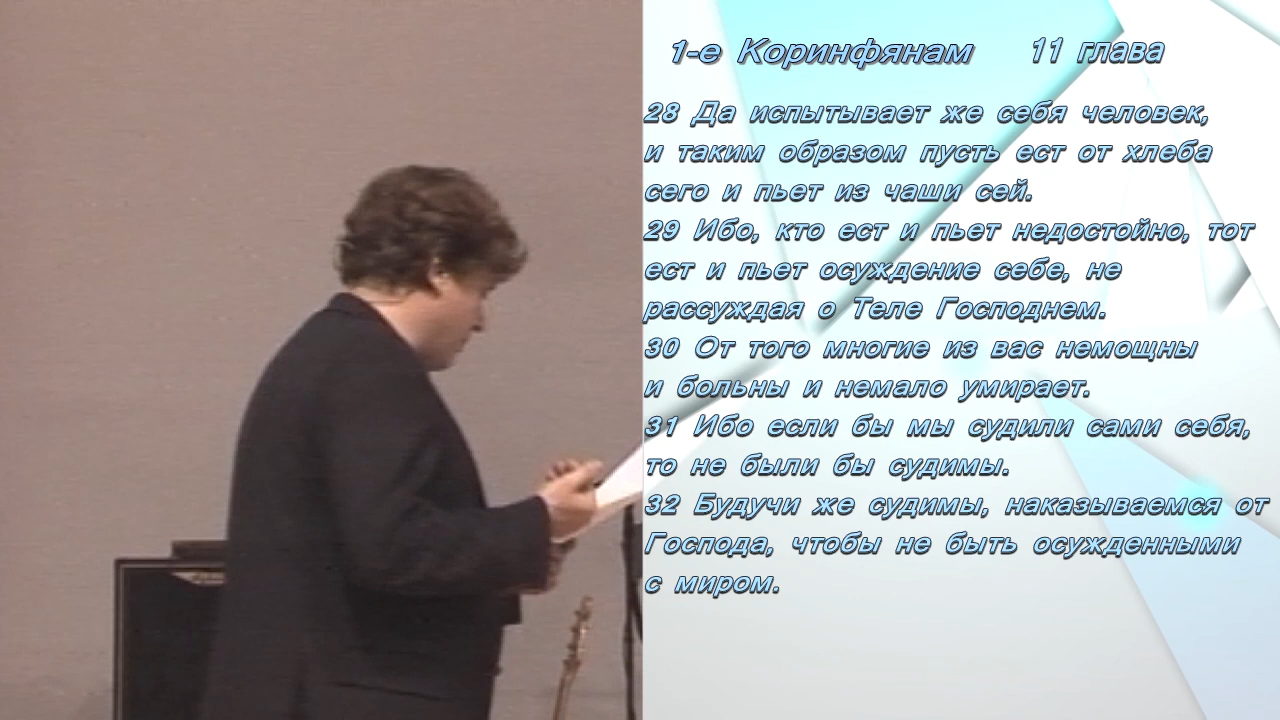 1-е Коринфянам 11 глава
28 Да испытывает же себя человек,
и таким образом пусть ест от хлеба
сего и пьет из чаши сей.
29 Ибо, кто ест и пьет недостойно, тот
ест и пьет осуждение себе, не
рассуждая о Теле Господнем.
30 От того многие из вас немощны
и больны и немало умирает.
31 Ибо если бы мы судили сами себя,
то не были бы судимы.
32 Будучи же судимы, наказываемся от
Господа, чтобы не быть осужденными
с миром.